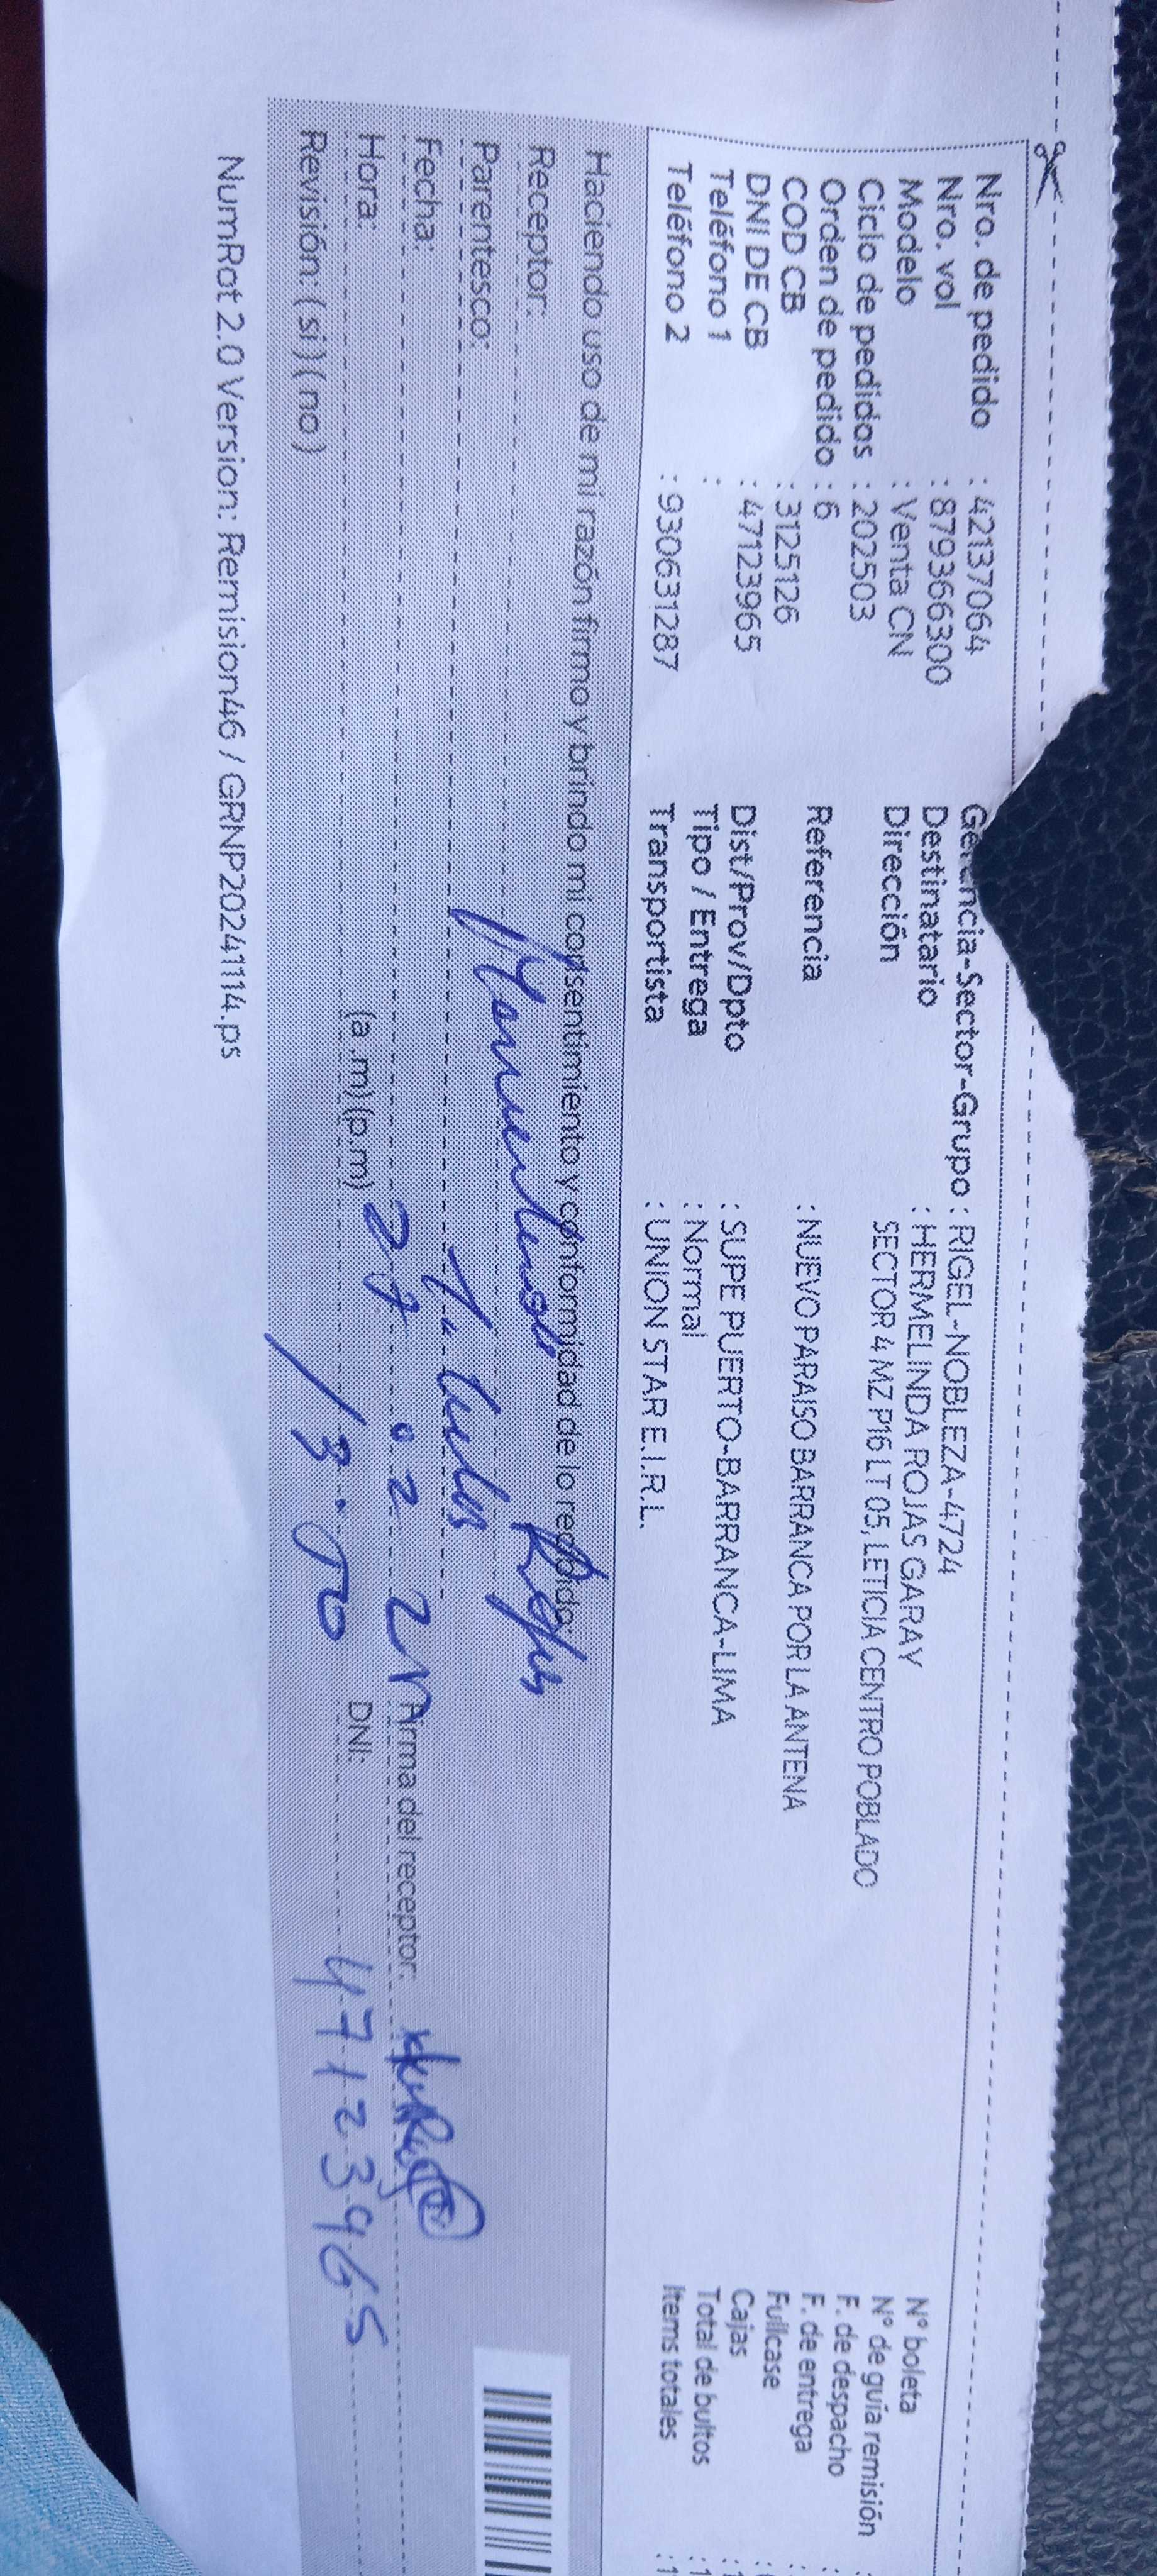 Nro. de pedido : 42137064
Nro. vol : 879366300
Modelo : Venta CN
Ciclo de pedidos : 202503
Orden de pedido : 6
COD CB : 3125126
DNI DE CB : 47123965
Teléfono 1 :
Teléfono 2 : 930631287
Gerencia-Sector-Grupo : RIGEL-NOBLEZA-4724
Destinatario : HERMELINDA ROJAS GARAY
Dirección SECTOR 4 MZ P16 LT 05, LETICIA CENTRO POBLADO
Referencia : NUEVO PARAISO BARRANCA POR LA ANTENA
Dist/Prov/Dpto : SUPE PUERTO-BARRANCA-LIMA
Tipo / Entrega : Normal
Transportista : UNION STAR E.I.R.L.
N° boleta
N° de guía remisión :
F. de despacho :
F. de entrega :
Fullcase :
Cajas : 1
Total de bultos : 1
Items totales : 1
Haciendo uso de mi razón firmo y brindo mi consentimiento y conformidad de lo recibido:
Receptor:
Parentesco: Titular
Fecha: 27 02 25
Firma del receptor:
Hora: (a .m) (p.m) 13:00
DNI: 47123965
Revisión: ( si ) ( no )
NumRot 2.0 Version: Remision46 / GRNP20241114.ps